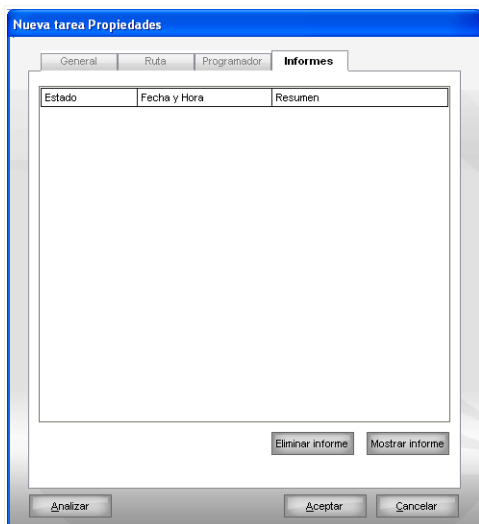 Nueva tarea Propiedades
General Ruta Programador Informes
Estado Fecha y Hora Resumen
Eliminar informe Mostrar informe
Analizar Aceptar Cancelar